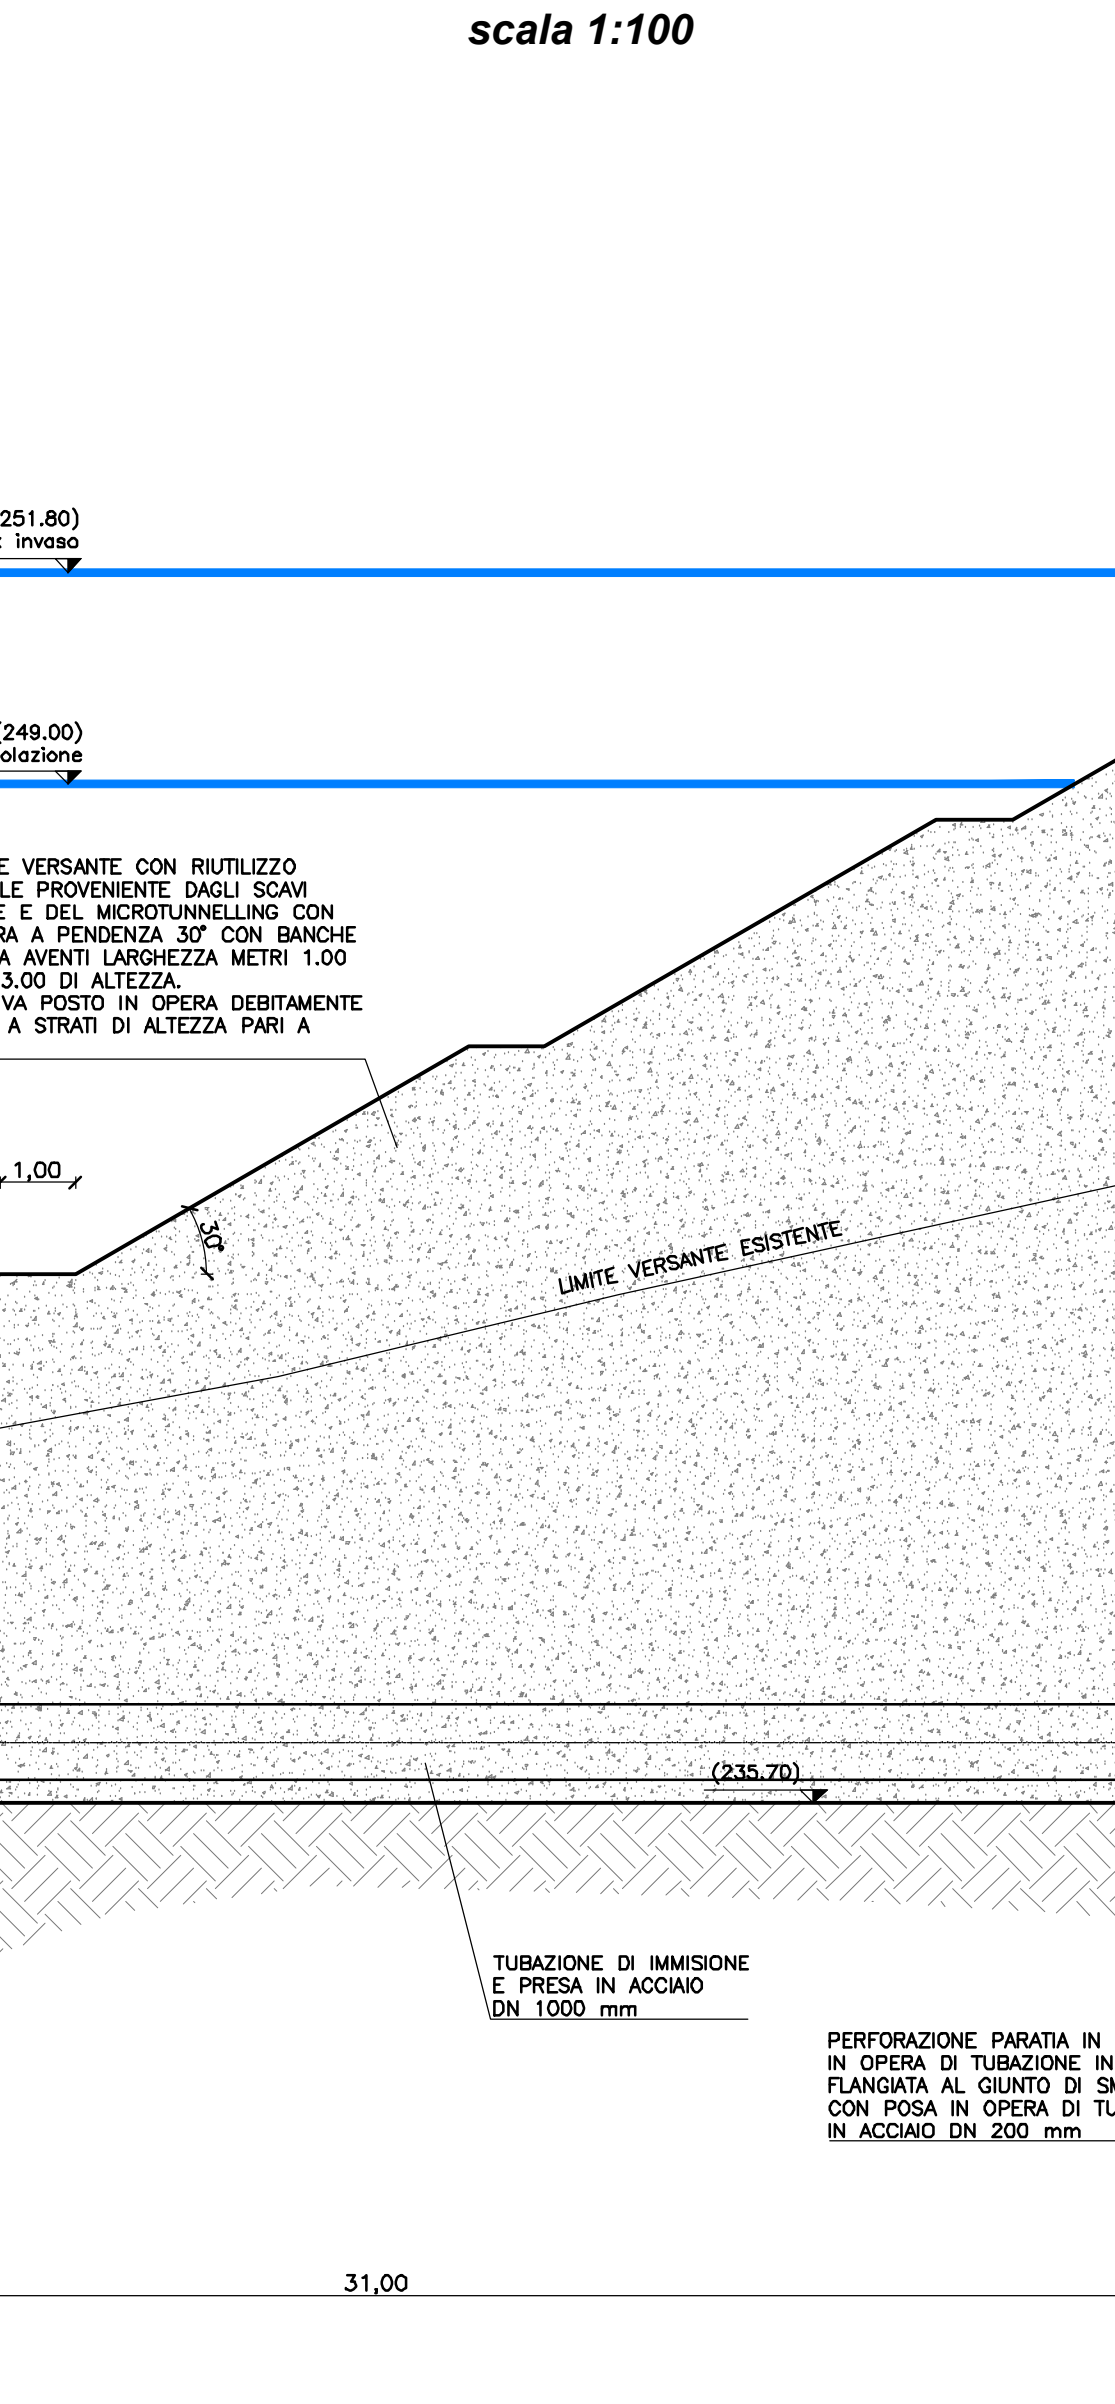 scala 1:100
251.80)
invaso
(249.00)
olazione
E VERSANTE CON RIUTILIZZO
LE PROVENIENTE DAGLI SCAVI
E E DEL MICROTUNNELLING CON
RA A PENDENZA 30° CON BANCHE
A AVENTI LARGHEZZA METRI 1.00
3.00 DI ALTEZZA.
VA POSTO IN OPERA DEBITAMENTE
A STRATI DI ALTEZZA PARI A
1,00
30°
LIMITE VERSANTE ESISTENTE
(235.70)
TUBAZIONE DI IMMISIONE
E PRESA IN ACCIAIO
DN 1000 mm
PERFORAZIONE PARATIA IN
IN OPERA DI TUBAZIONE IN
FLANGIATA AL GIUNTO DI SM
CON POSA IN OPERA DI TU
IN ACCIAIO DN 200 mm
31,00